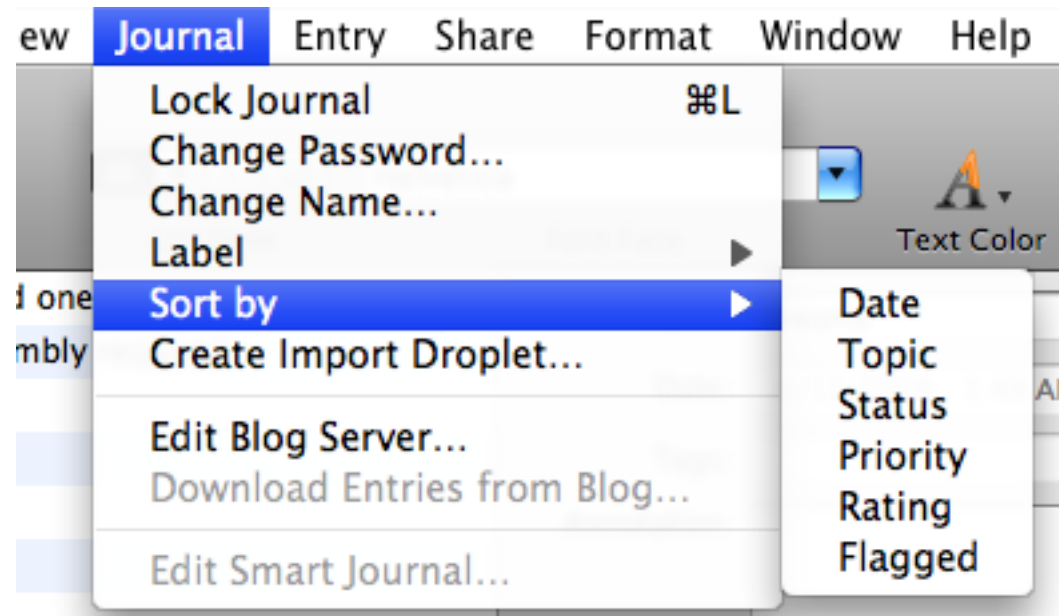 ew Journal Entry Share Format Window Help
Lock Journal ⌘L
Change Password...
Change Name...
Label
Text Color
d one
Sort by
Date
mbly
Create Import Droplet...
Topic
Status
Edit Blog Server...
Priority
Download Entries from Blog...
Rating
Edit Smart Journal...
Flagged